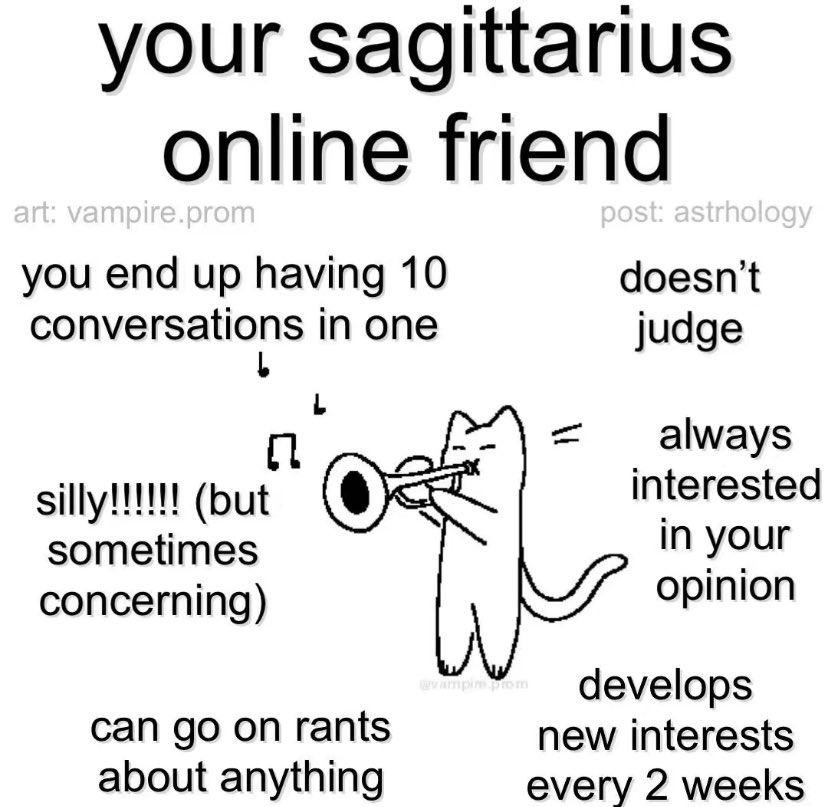 your sagittarius
online friend
art: vampire.prom
post: astrhology
you end up having 10
conversations in one
doesn't
judge
always
interested
in your
opinion
silly!!!!!! (but
sometimes
concerning)
@vampire.prom
develops
new interests
every 2 weeks
can go on rants
about anything